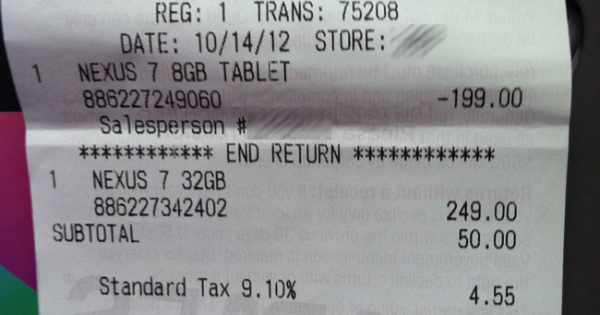 REG: 1 TRANS: 75208
DATE: 10/14/12 STORE:
1 NEXUS 7 8GB TABLET
886227249060 -199.00
Salesperson #
************ END RETURN ************
1 NEXUS 7 32GB
886227342402 249.00
SUBTOTAL 50.00
Standard Tax 9.10% 4.55